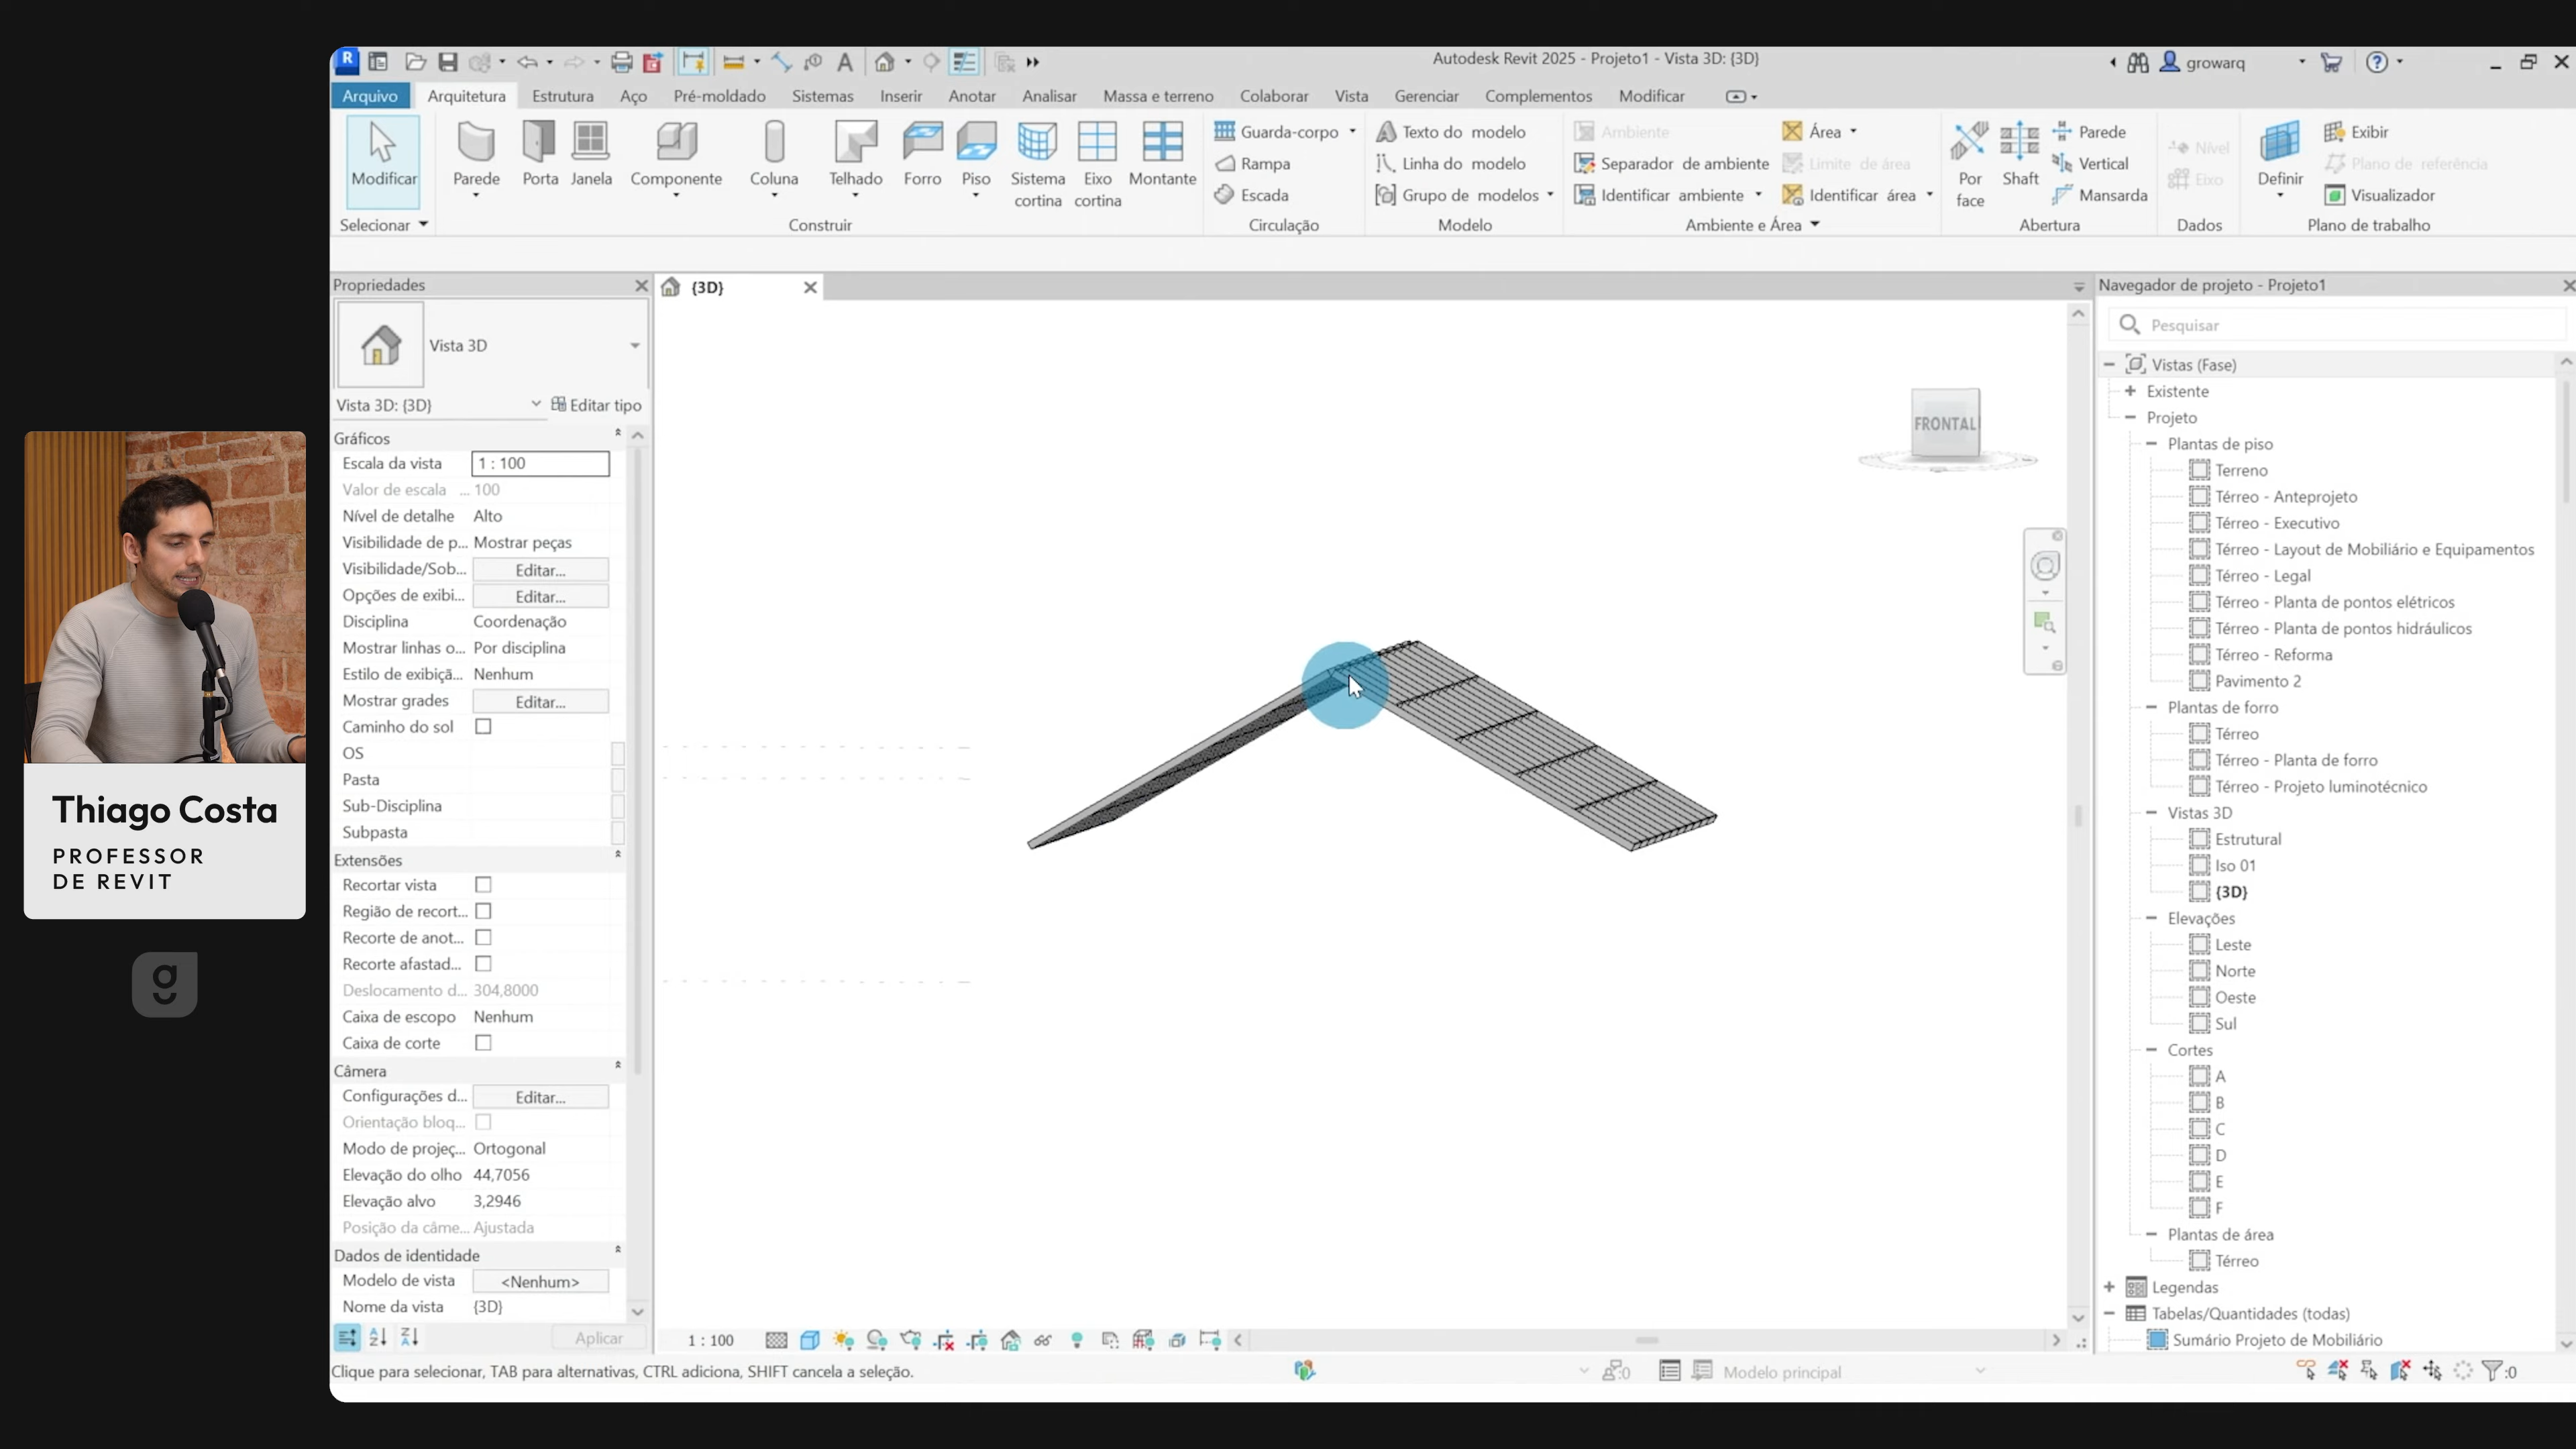 Autodesk Revit 2025 - Projeto1 - Vista 3D: {3D}
growarq
Arquivo Arquitetura Estrutura Aço Pré-moldado Sistemas Inserir Anotar Analisar Massa e terreno Colaborar Vista Gerenciar Complementos Modificar
Modificar
Parede
Porta
Janela
Componente
Coluna
Telhado
Forro
Piso
Sistema cortina
Eixo cortina
Montante
Guarda-corpo
Rampa
Escada
Texto do modelo
Linha do modelo
Grupo de modelos
Ambiente
Separador de ambiente
Identificar ambiente
Área
Limite de área
Identificar área
Por face
Shaft
Parede
Vertical
Mansarda
Nível
Eixo
Definir
Exibir
Plano de referência
Visualizador
Selecionar
Construir
Circulação
Modelo
Ambiente e Área
Abertura
Dados
Plano de trabalho
Propriedades
Vista 3D
Vista 3D: {3D}
Editar tipo
Gráficos
Escala da vista 1 : 100
Valor de escala ... 100
Nível de detalhe Alto
Visibilidade de p... Mostrar peças
Visibilidade/Sob... Editar...
Opções de exibi... Editar...
Disciplina Coordenação
Mostrar linhas o... Por disciplina
Estilo de exibiçã... Nenhum
Mostrar grades Editar...
Caminho do sol
OS
Pasta
Sub-Disciplina
Subpasta
Extensões
Recortar vista
Região de recort...
Recorte de anot...
Recorte afastad...
Deslocamento d... 304,8000
Caixa de escopo Nenhum
Caixa de corte
Câmera
Configurações d... Editar...
Orientação bloq...
Modo de projeç... Ortogonal
Elevação do olho 44,7056
Elevação alvo 3,2946
Posição da câme... Ajustada
Dados de identidade
Modelo de vista <Nenhum>
Nome da vista {3D}
Aplicar
{3D}
FRONTAL
1 : 100
Navegador de projeto - Projeto1
Pesquisar
Vistas (Fase)
Existente
Projeto
Plantas de piso
Terreno
Térreo - Anteprojeto
Térreo - Executivo
Térreo - Layout de Mobiliário e Equipamentos
Térreo - Legal
Térreo - Planta de pontos elétricos
Térreo - Planta de pontos hidráulicos
Térreo - Reforma
Pavimento 2
Plantas de forro
Térreo
Térreo - Planta de forro
Térreo - Projeto luminotécnico
Vistas 3D
Estrutural
Iso 01
{3D}
Elevações
Leste
Norte
Oeste
Sul
Cortes
A
B
C
D
E
F
Plantas de área
Térreo
Legendas
Tabelas/Quantidades (todas)
Sumário Projeto de Mobiliário
Clique para selecionar, TAB para alternativas, CTRL adiciona, SHIFT cancela a seleção.
:0
Modelo principal
:0
Thiago Costa
PROFESSOR
DE REVIT
g